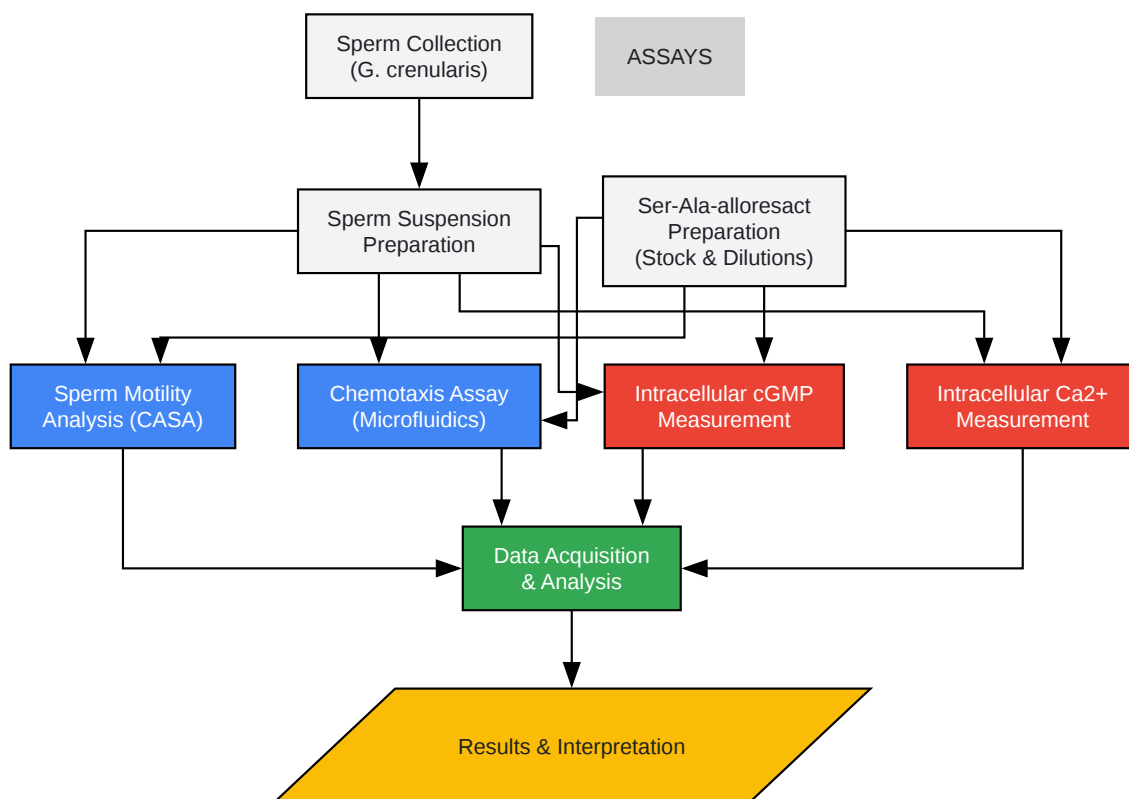 Sperm Collection
(G. crenularis)
ASSAYS
Sperm Suspension
Preparation
Ser-Ala-alloresact
Preparation
(Stock & Dilutions)
Sperm Motility
Analysis (CASA)
Chemotaxis Assay
(Microfluidics)
Intracellular cGMP
Measurement
Intracellular Ca2+
Measurement
Data Acquisition
& Analysis
Results & Interpretation